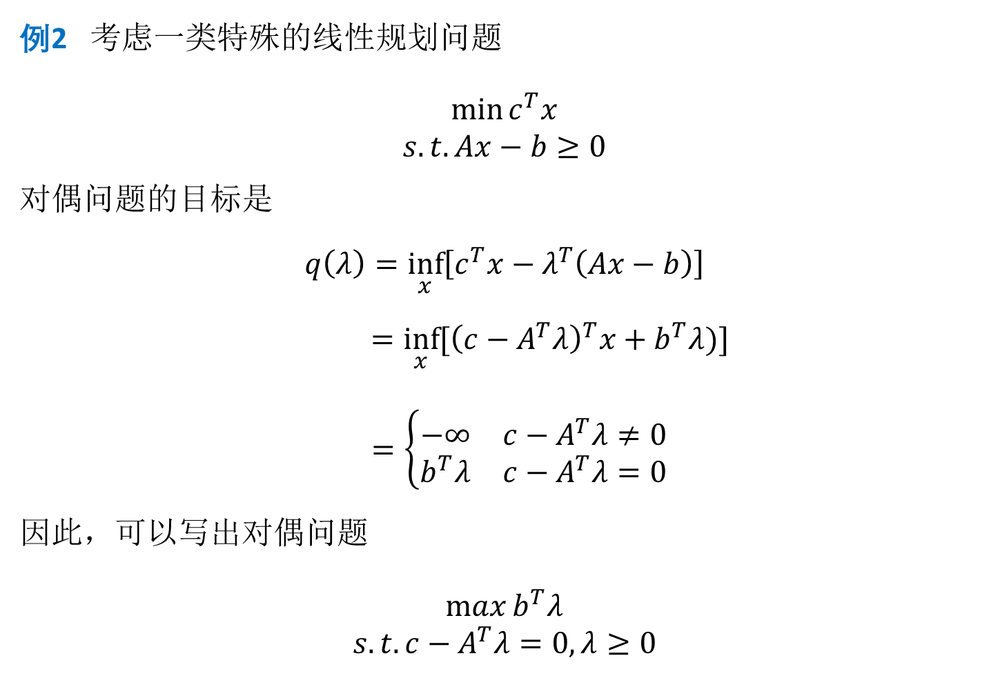 例2 考虑一类特殊的线性规划问题
min cᵀx
s.t. Ax − b ≥ 0
对偶问题的目标是
q(λ) = inf[cᵀx − λᵀ(Ax − b)]
x
= inf[(c − Aᵀλ)ᵀx + bᵀλ)]
x
= { −∞ c − Aᵀλ ≠ 0
bᵀλ c − Aᵀλ = 0
因此，可以写出对偶问题
max bᵀλ
s.t. c − Aᵀλ = 0, λ ≥ 0